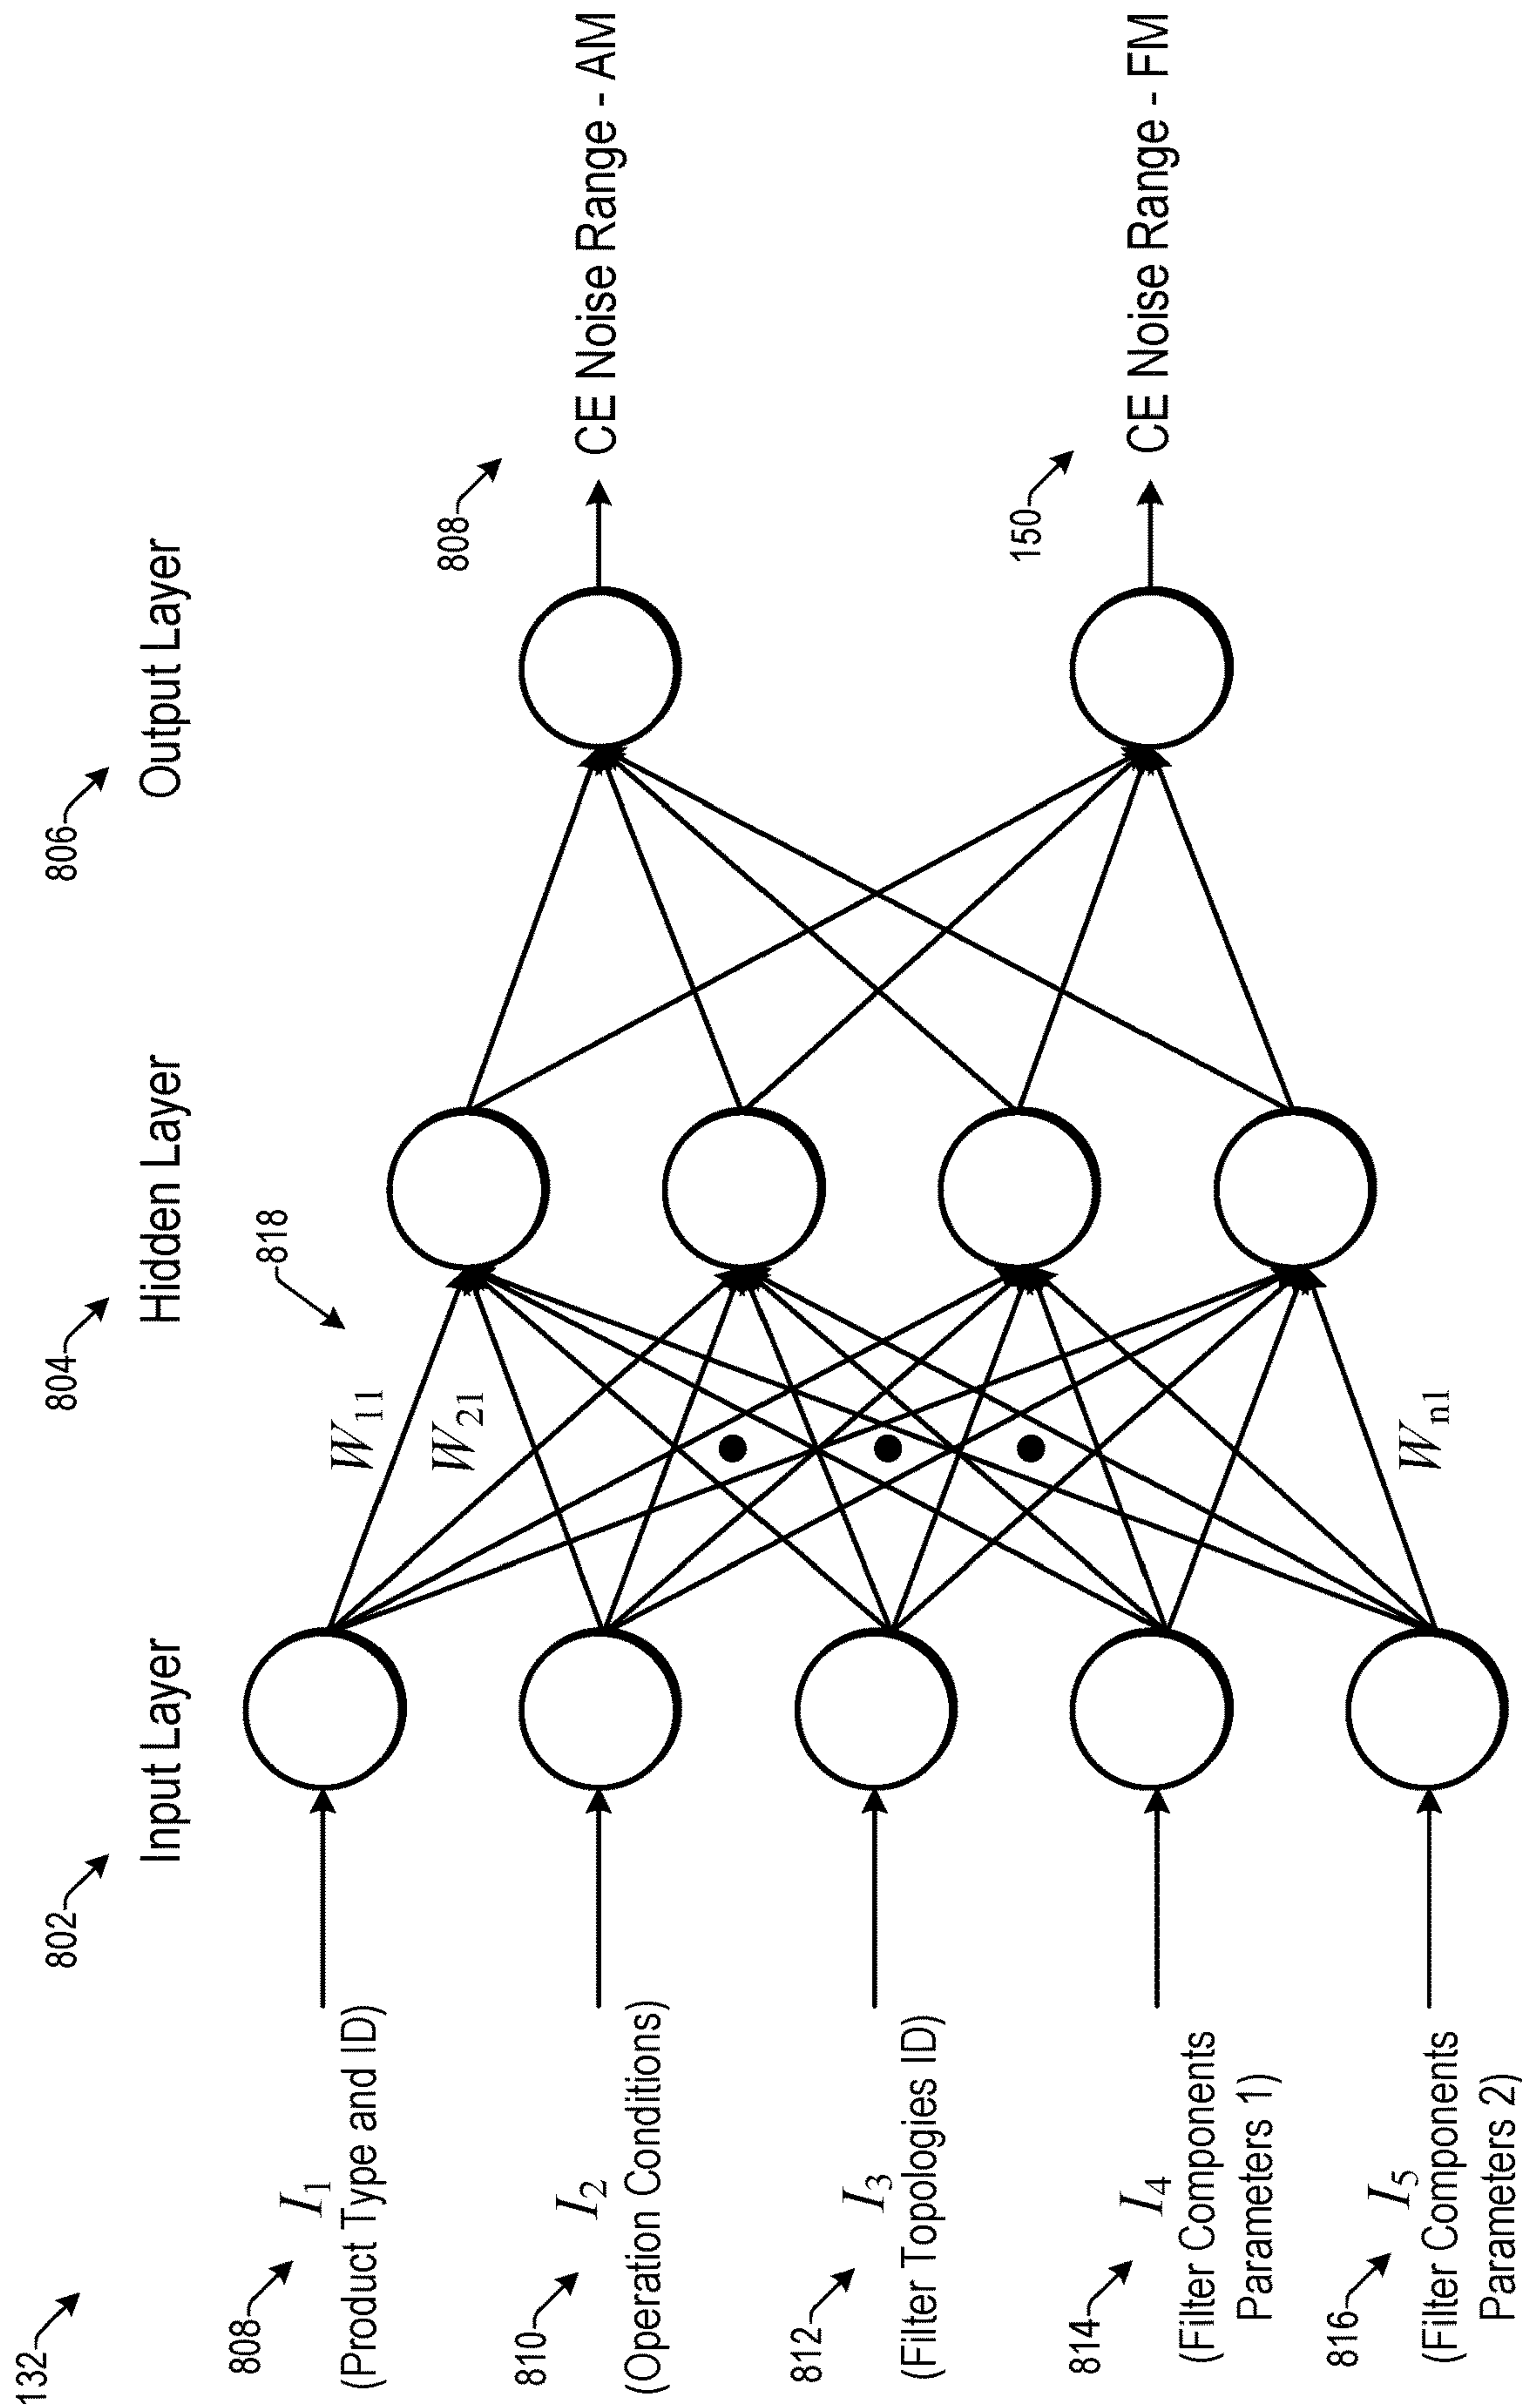 132
802
Input Layer
804
Hidden Layer
806
Output Layer
808
I1
(Product Type and ID)
W11
818
W21
808
CE Noise Range - AM
810
I2
(Operation Conditions)
812
I3
(Filter Topologies ID)
814
I4
(Filter Components
Parameters 1)
150
CE Noise Range - FM
816
I5
(Filter Components
Parameters 2)
Wn1